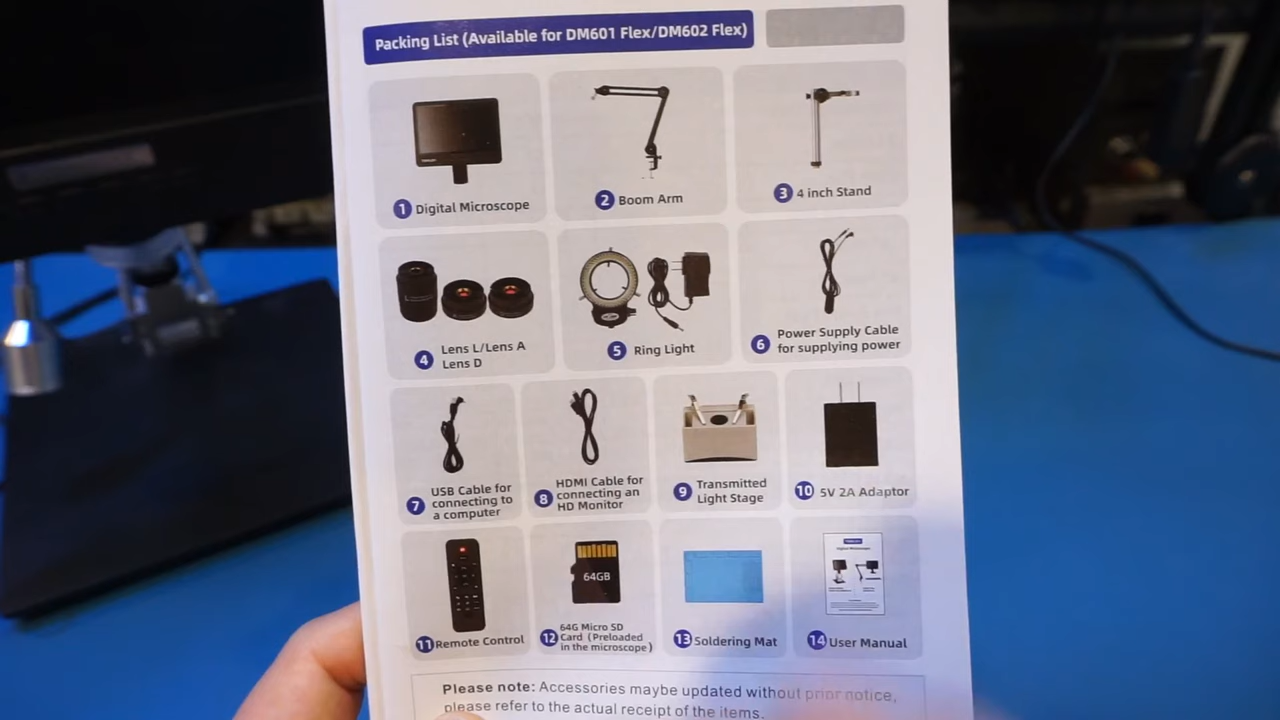 Packing List (Available for DM601 Flex/DM602 Flex)
1 Digital Microscope
2 Boom Arm
3 4 inch Stand
4 Lens L/Lens A
Lens D
5 Ring Light
6 Power Supply Cable
for supplying power
7 USB Cable for
connecting to
a computer
8 HDMI Cable for
connecting an
HD Monitor
9 Transmitted
Light Stage
10 5V 2A Adaptor
64GB
11 Remote Control
12 64G Micro SD
Card (Preloaded
in the microscope)
13 Soldering Mat
14 User Manual
Please note: Accessories maybe updated without prior notice,
please refer to the actual receipt of the items.